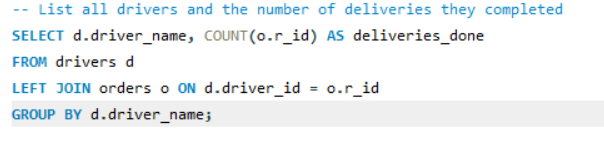 -- List all drivers and the number of deliveries they completed
SELECT d.driver_name, COUNT(o.r_id) AS deliveries_done
FROM drivers d
LEFT JOIN orders o ON d.driver_id = o.r_id
GROUP BY d.driver_name;